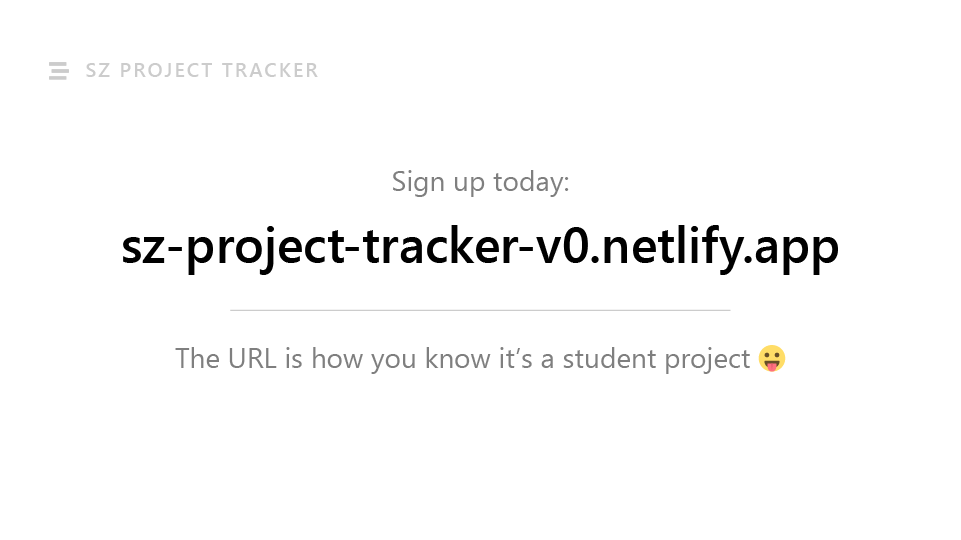 SZ PROJECT TRACKER
Sign up today:
sz-project-tracker-v0.netlify.app
The URL is how you know it’s a student project 😛